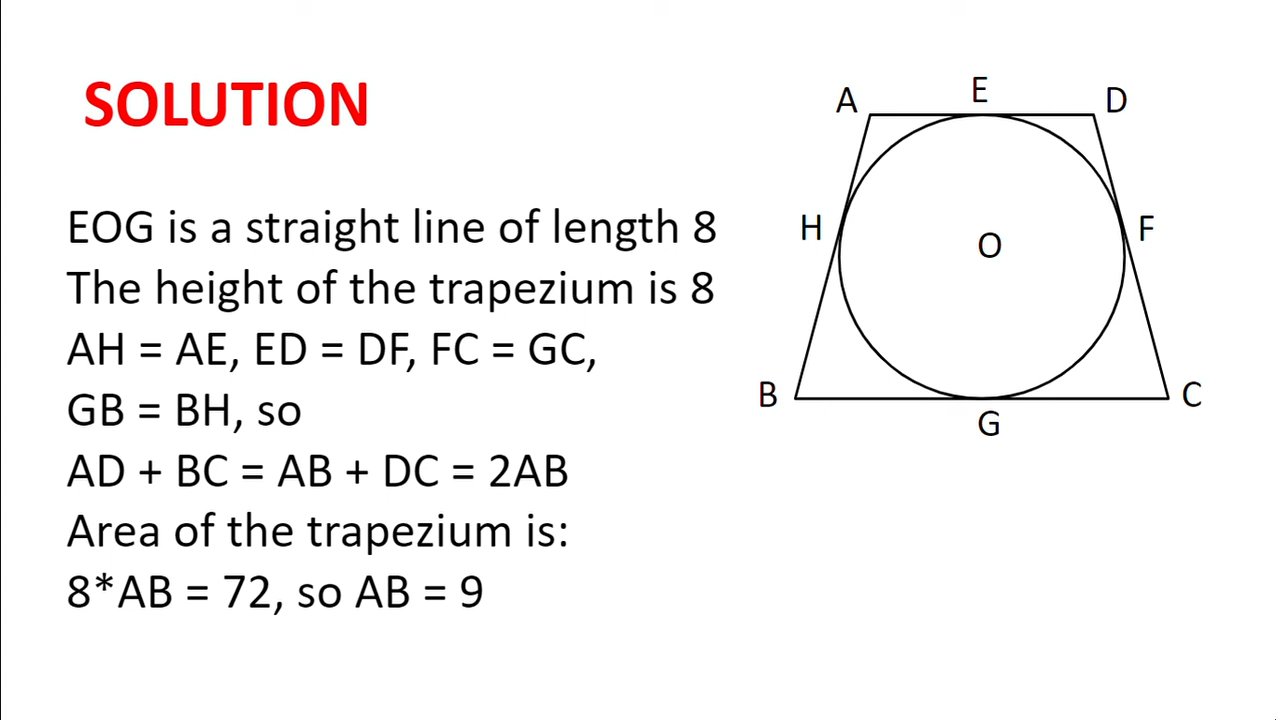 SOLUTION
EOG is a straight line of length 8
The height of the trapezium is 8
AH = AE, ED = DF, FC = GC,
GB = BH, so
AD + BC = AB + DC = 2AB
Area of the trapezium is:
8*AB = 72, so AB = 9
A
E
D
H
O
F
B
G
C